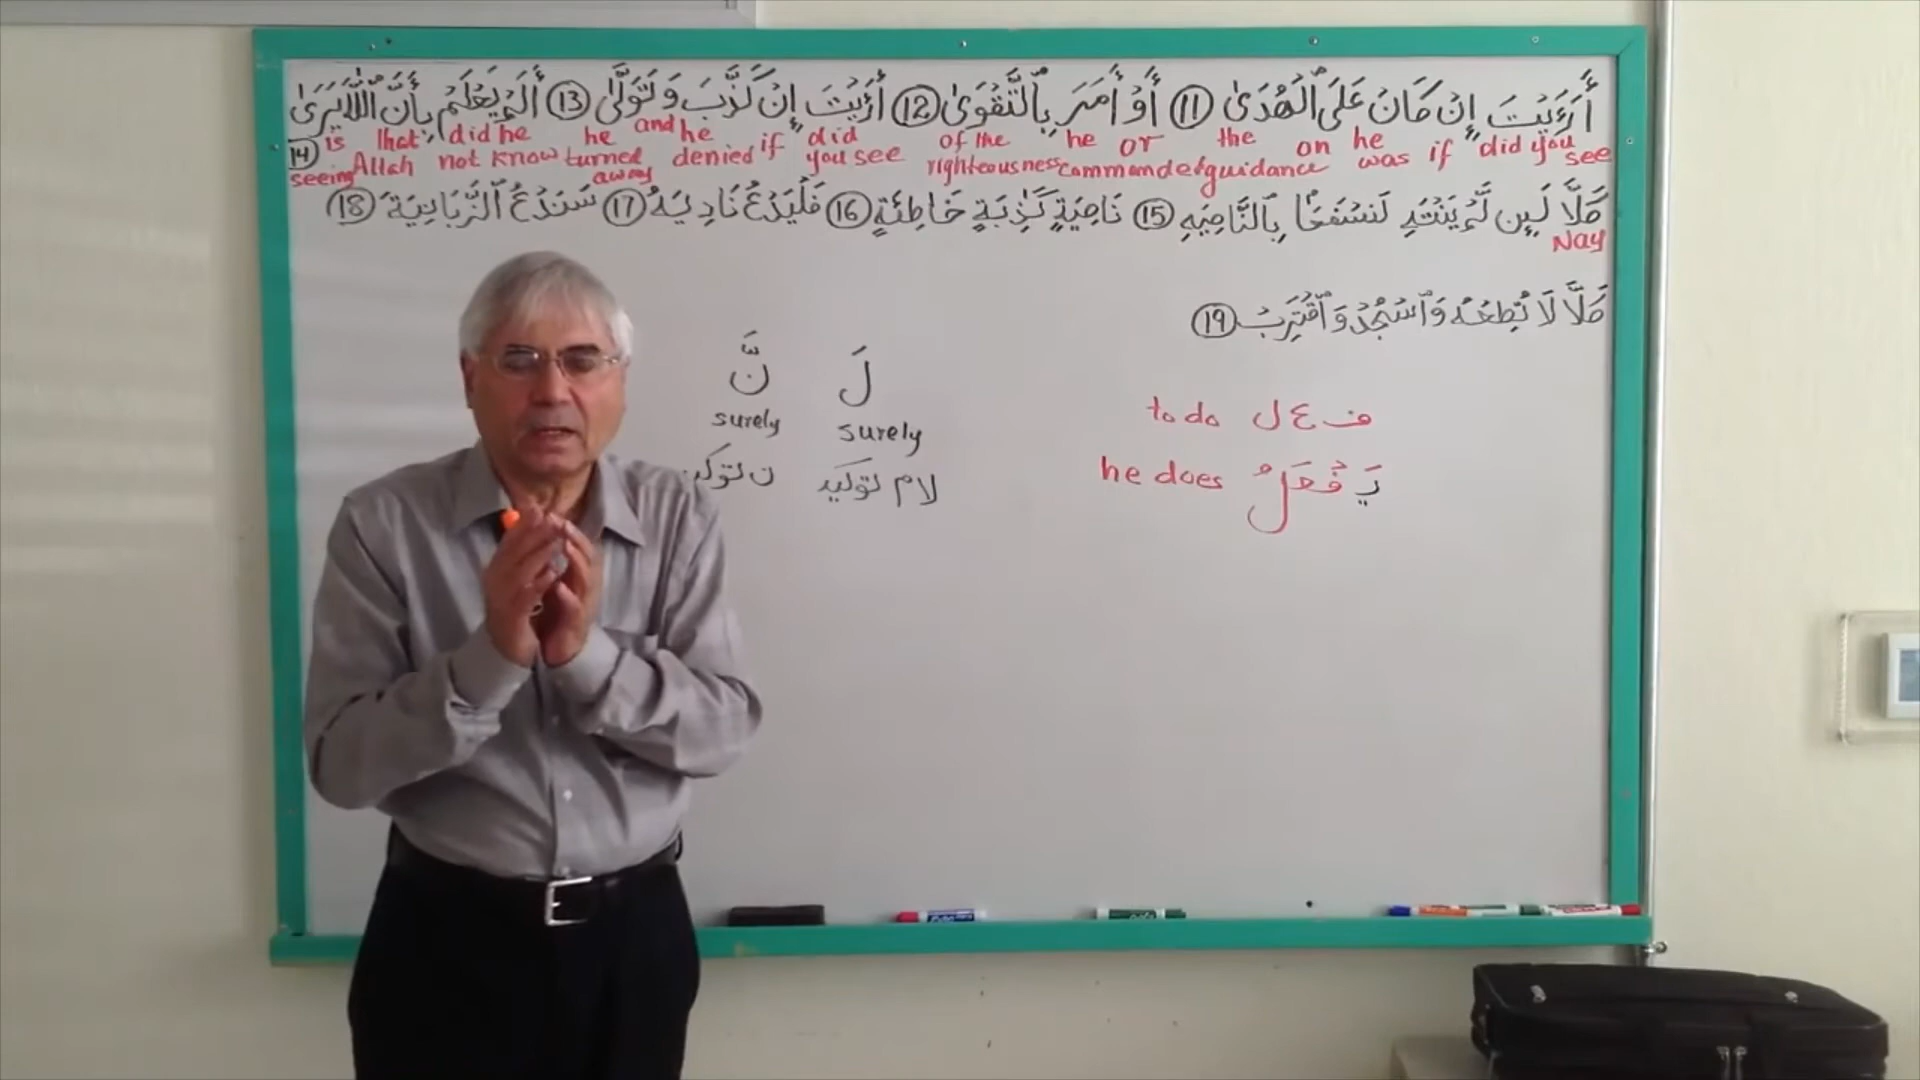 أَرَءَيْتَ إِن كَانَ عَلَى ٱلْهُدَىٰٓ ⑪ أَوْ أَمَرَ بِٱلتَّقْوَىٰٓ ⑫ أَرَءَيْتَ إِن كَذَّبَ وَتَوَلَّىٰٓ ⑬ أَلَمْ يَعْلَم بِأَنَّ ٱللَّهَ يَرَىٰ
is that, did he he and he " did of the he or the on he " did you
⑭ seeing Allah not know turned denied if you see righteousness commanded guidance was if see
away
كَلَّا لَئِن لَّمْ يَنتَهِ لَنَسْفَعًۢا بِٱلنَّاصِيَةِ ⑮ نَاصِيَةٍ كَٰذِبَةٍ خَاطِئَةٍ ⑯ فَلْيَدْعُ نَادِيَهُۥ ⑰ سَنَدْعُ ٱلزَّبَانِيَةَ ⑱
Nay
كَلَّا لَا تُطِعْهُ وَٱسْجُدْ وَٱقْتَرِب ⑲
لَ نَّ
surely surely
لام توکید ن توکید
ف ع ل to do
يَفْعَلُ he does